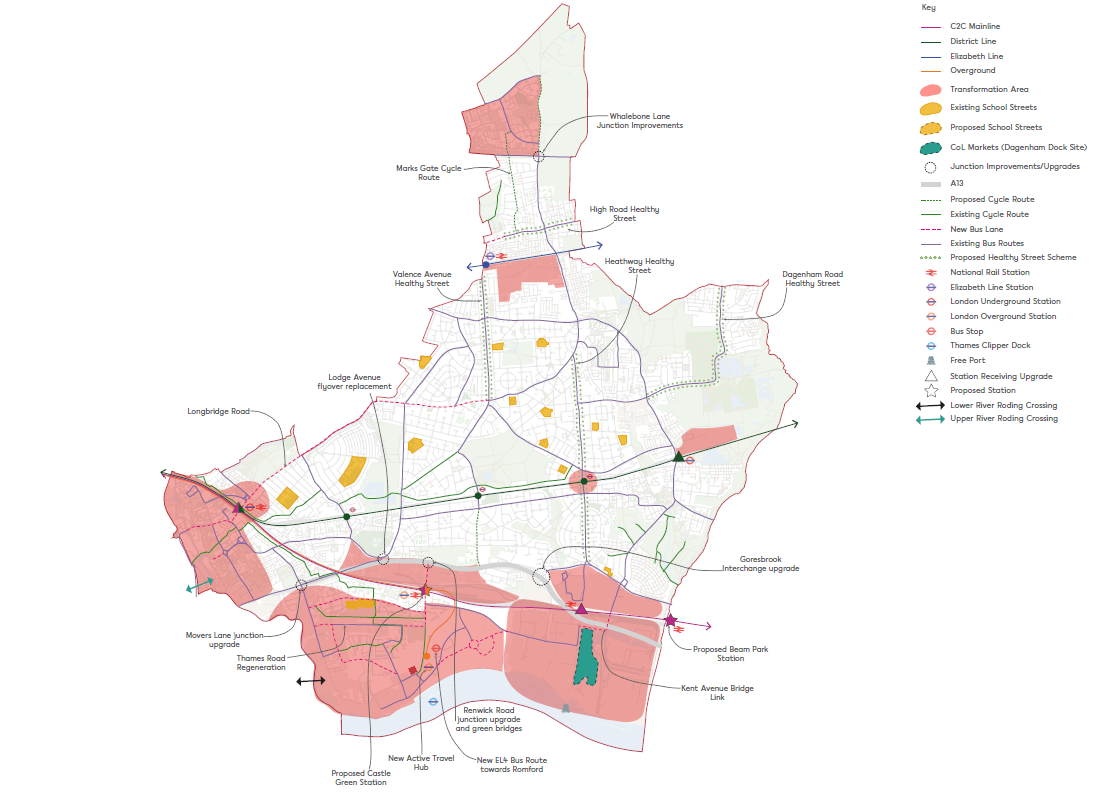 Key
C2C Mainline
District Line
Elizabeth Line
Overground
Transformation Area
Existing School Streets
Proposed School Streets
CoL Markets (Dagenham Dock Site)
Junction Improvements/Upgrades
A13
Proposed Cycle Route
Existing Cycle Route
New Bus Lane
Existing Bus Routes
Proposed Healthy Street Scheme
National Rail Station
Elizabeth Line Station
London Underground Station
London Overground Station
Bus Stop
Thames Clipper Dock
Free Port
Station Receiving Upgrade
Proposed Station
Lower River Roding Crossing
Upper River Roding Crossing
Whalebone Lane
Junction Improvements
Marks Gate Cycle
Route
High Road Healthy
Street
Heathway Healthy
Street
Valence Avenue
Healthy Street
Dagenham Road
Healthy Street
Lodge Avenue
flyover replacement
Longbridge Road
Goresbrook
Interchange upgrade
Movers Lane junction
upgrade
Thames Road
Regeneration
Proposed Beam Park
Station
Kent Avenue Bridge
Link
Renwick Road
junction upgrade
and green bridges
New Active Travel
Hub
New EL4 Bus Route
towards Romford
Proposed Castle
Green Station